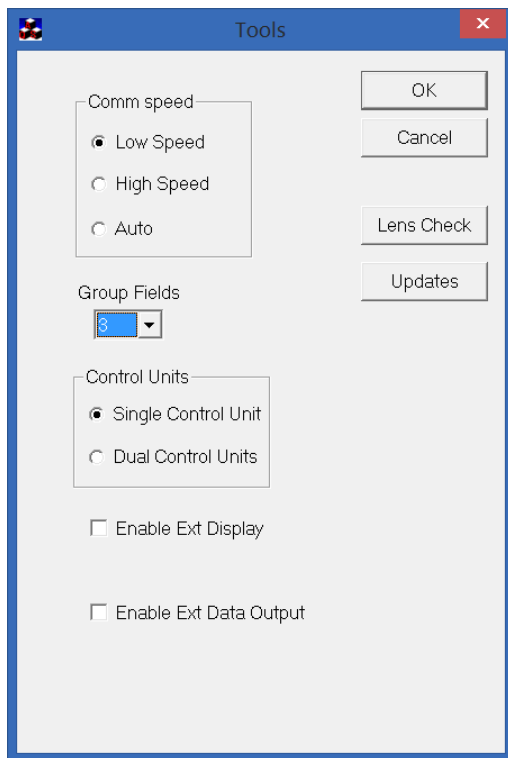 Tools
Comm speed
Low Speed
High Speed
Auto
OK
Cancel
Lens Check
Updates
Group Fields
3
Control Units
Single Control Unit
Dual Control Units
Enable Ext Display
Enable Ext Data Output